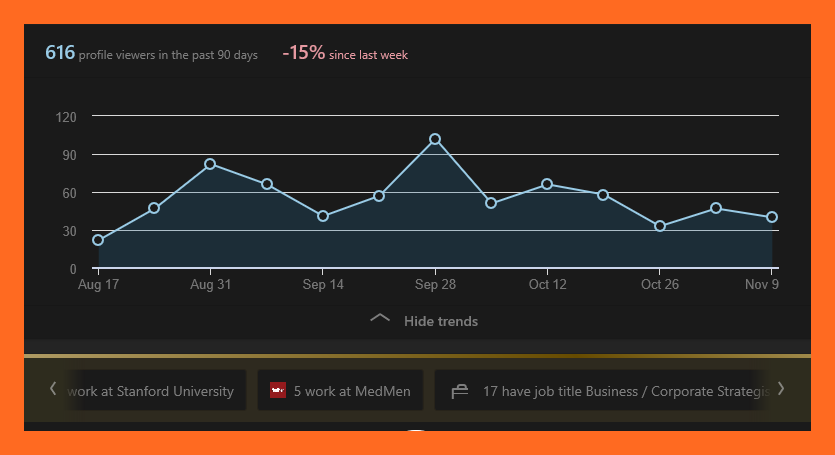 616 profile viewers in the past 90 days -15% since last week
120
90
60
30
0
Aug 17 Aug 31 Sep 14 Sep 28 Oct 12 Oct 26 Nov 9
Hide trends
work at Stanford University 5 work at MedMen 17 have job title Business / Corporate